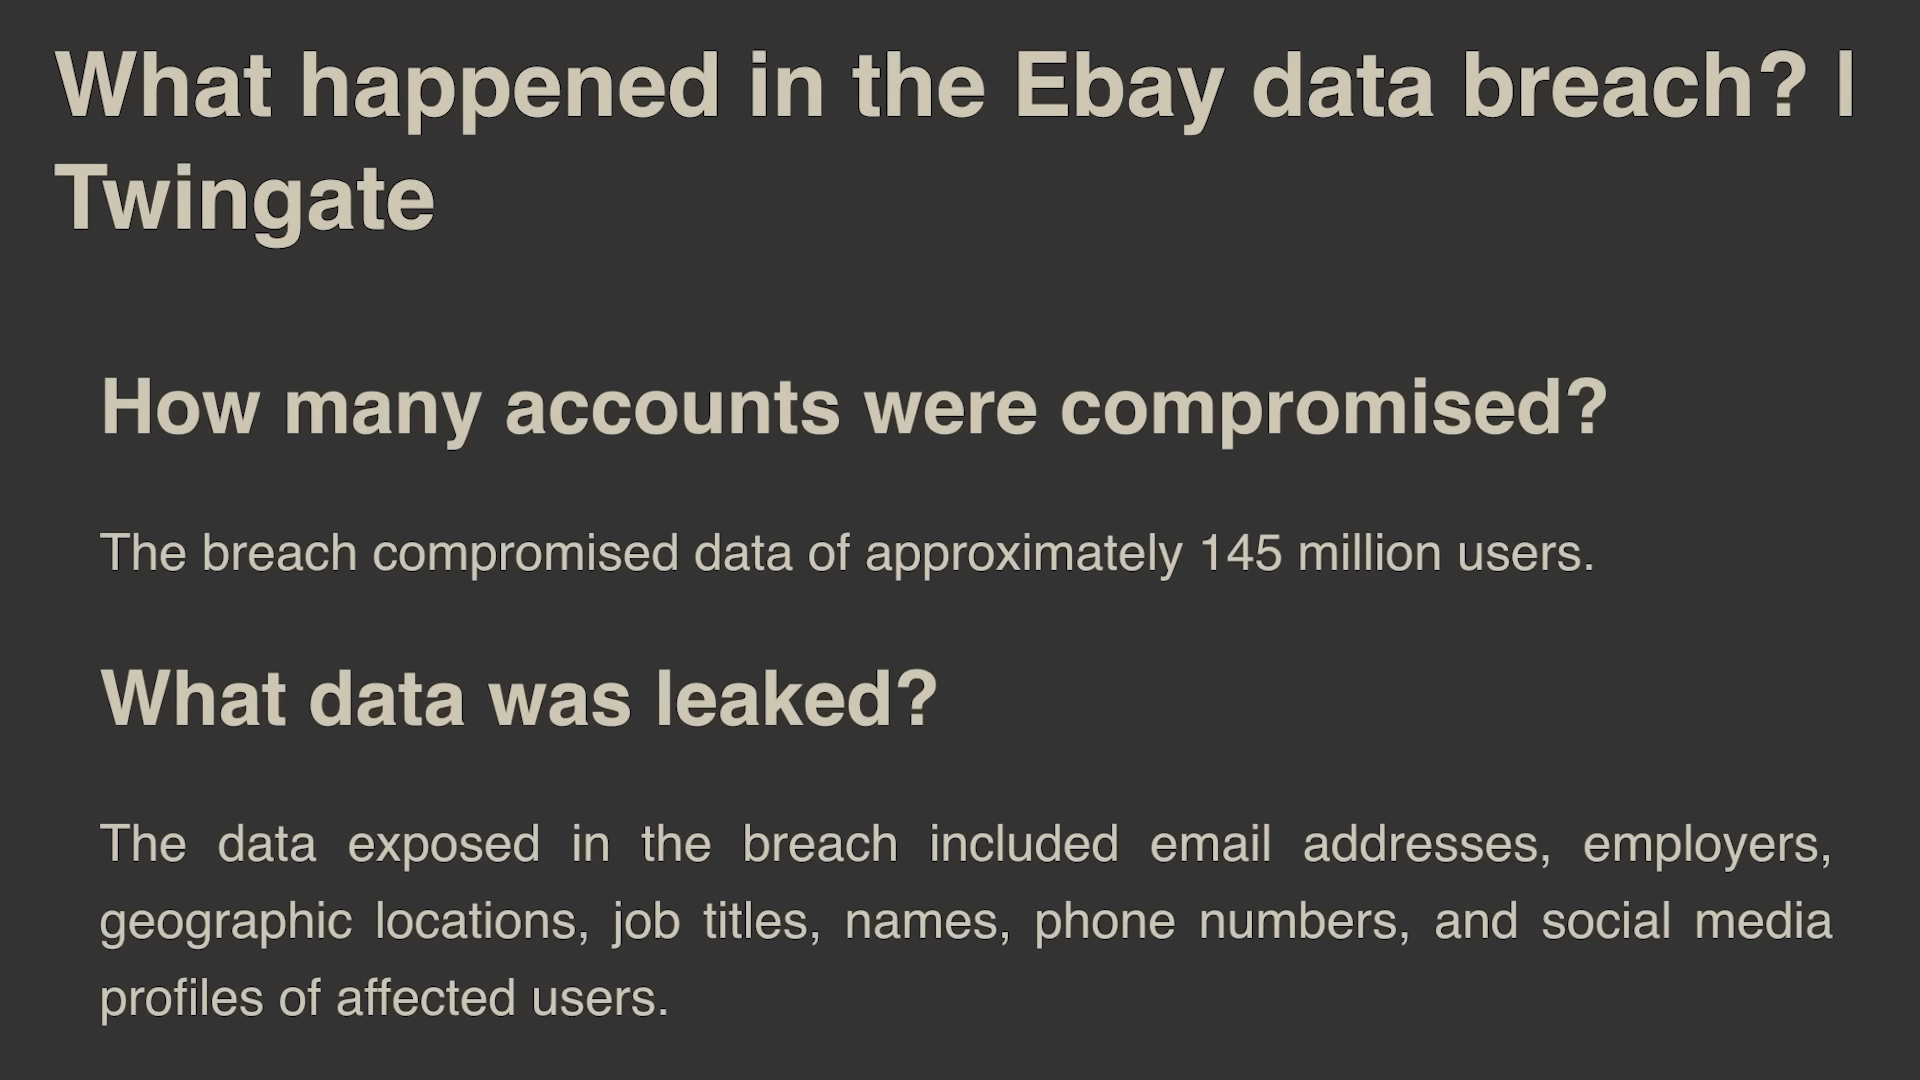 What happened in the Ebay data breach? |
Twingate
How many accounts were compromised?
The breach compromised data of approximately 145 million users.
What data was leaked?
The data exposed in the breach included email addresses, employers,
geographic locations, job titles, names, phone numbers, and social media
profiles of affected users.